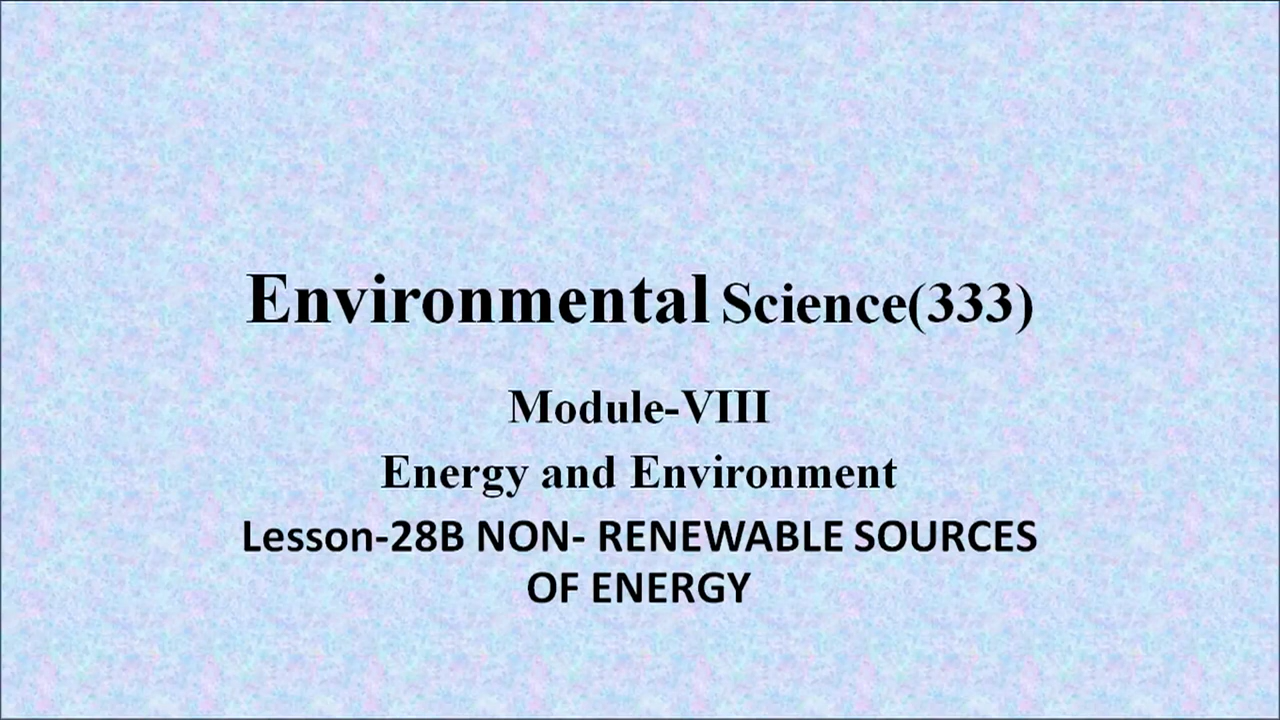 Environmental Science(333)
Module-VIII
Energy and Environment
Lesson-28B NON- RENEWABLE SOURCES
OF ENERGY